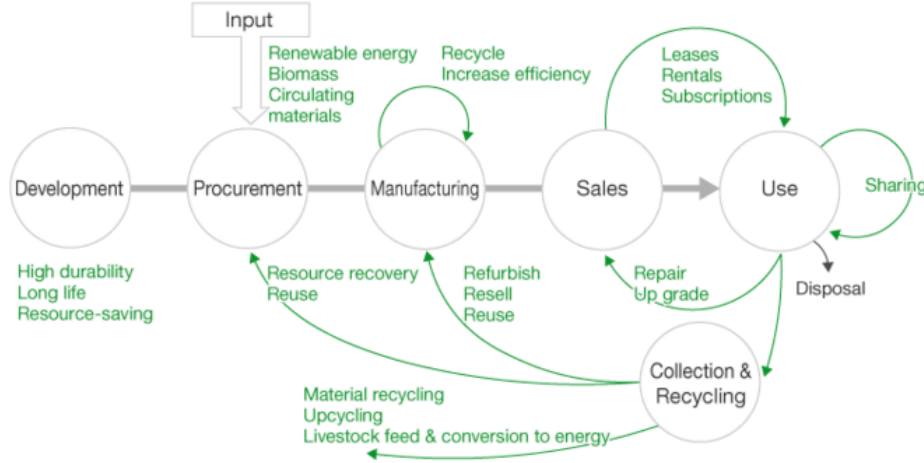 Input
Renewable energy
Biomass
Circulating
materials
Recycle
Increase efficiency
Leases
Rentals
Subscriptions
Development
Procurement
Manufacturing
Sales
Use
Sharing
High durability
Long life
Resource-saving
Resource recovery
Reuse
Refurbish
Resell
Reuse
Repair
Up grade
Disposal
Collection &
Recycling
Material recycling
Upcycling
Livestock feed & conversion to energy